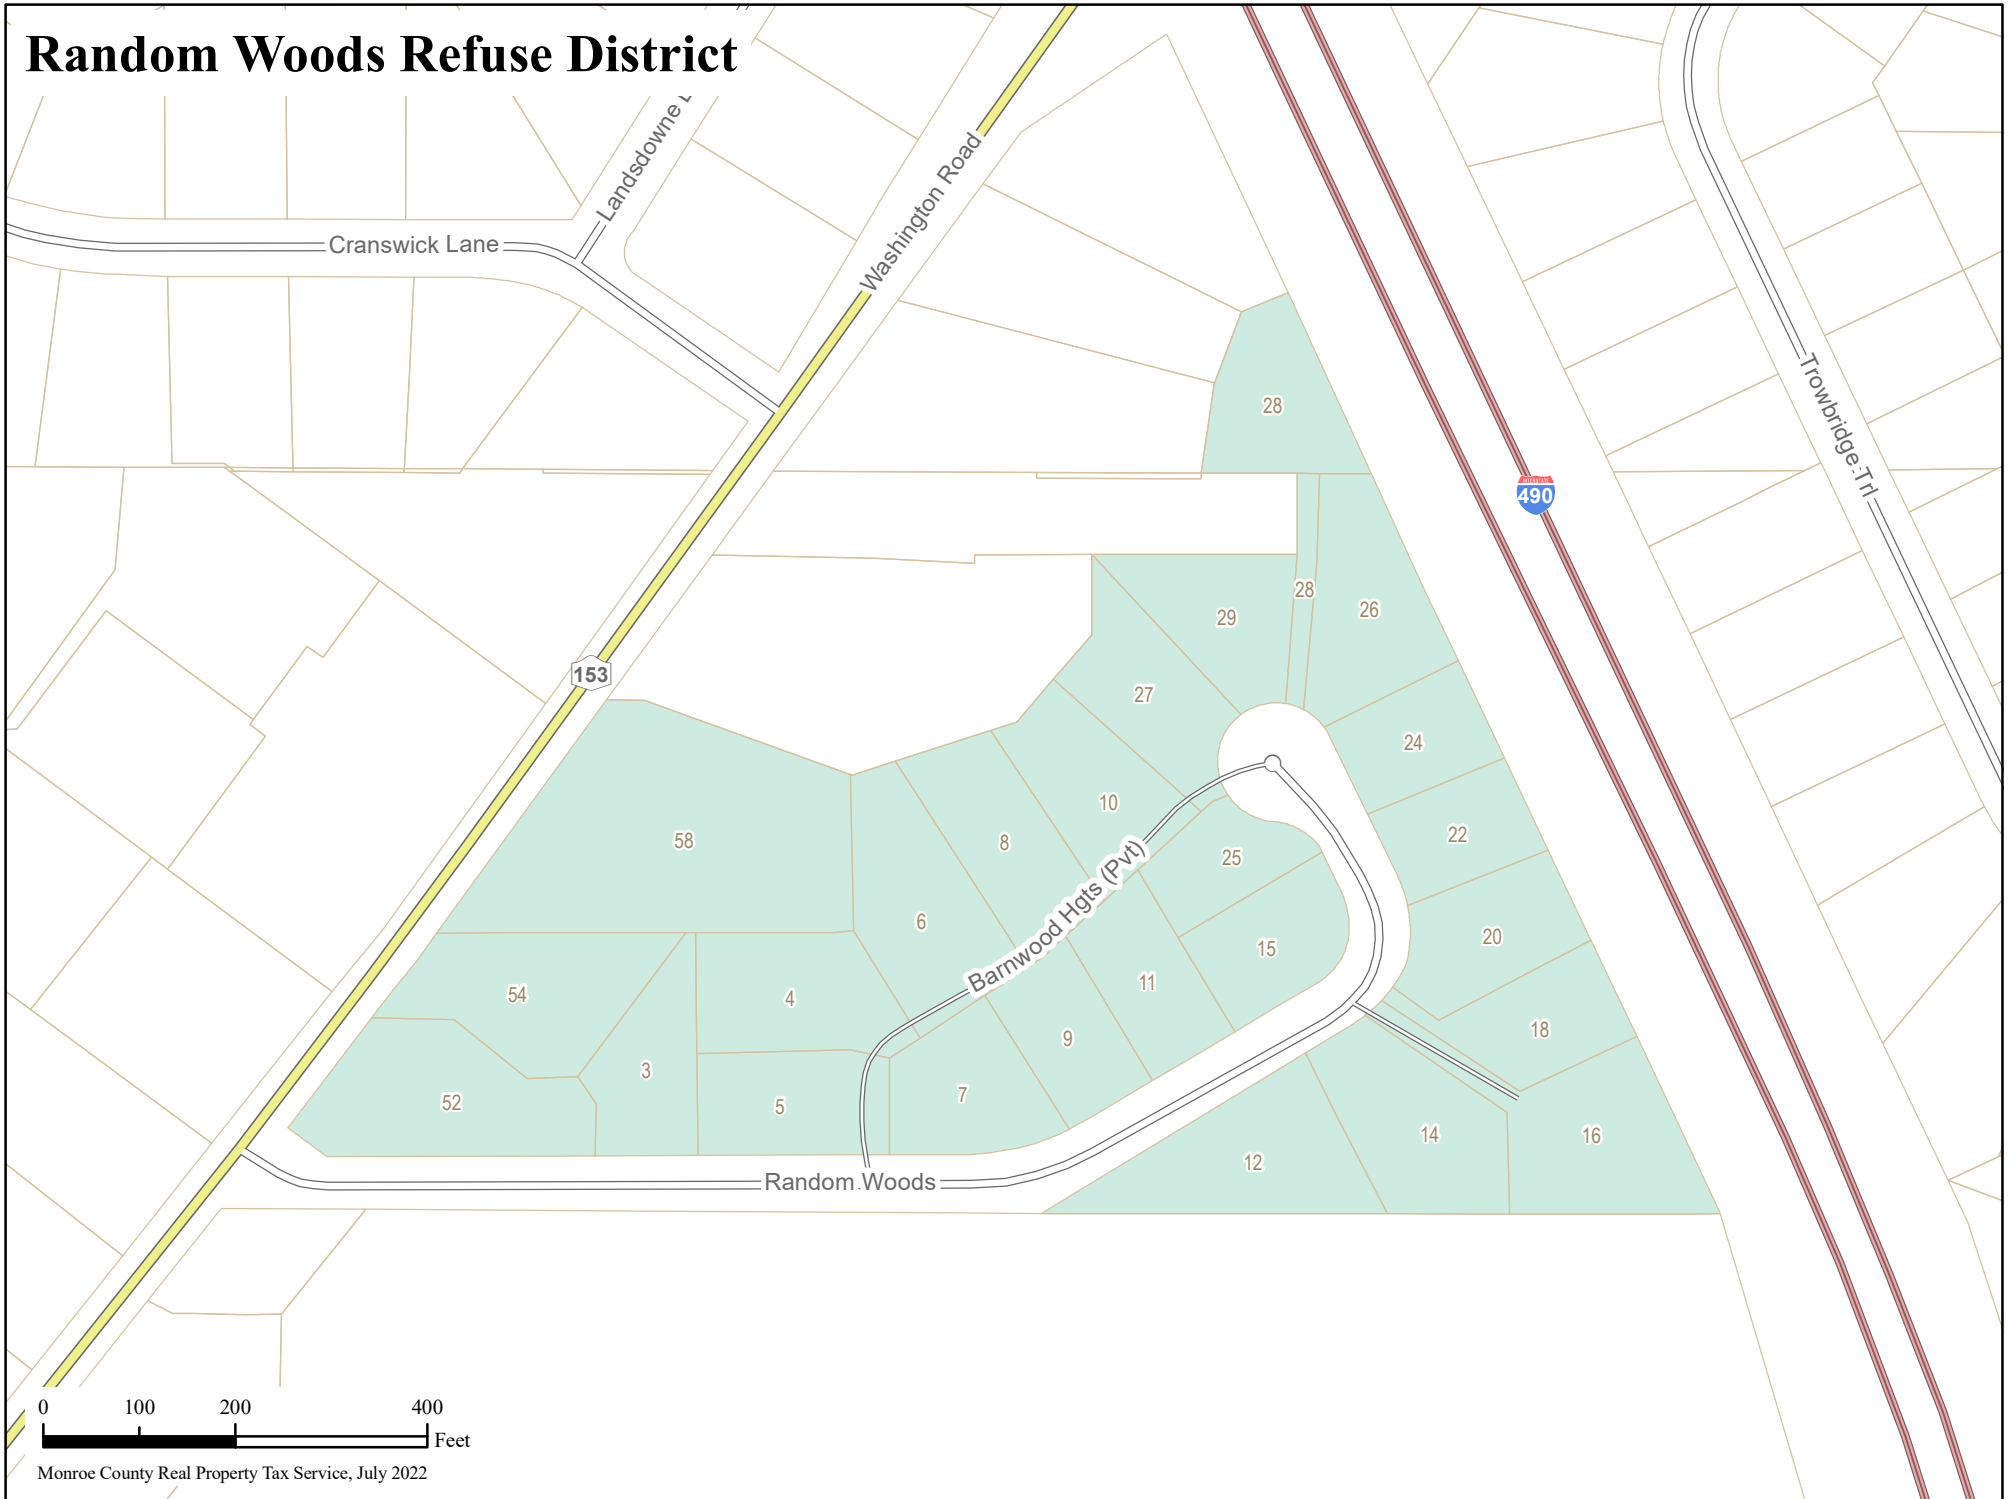 Random Woods Refuse District
Landsdowne
Washington Road
Cranswick Lane
28
Trowbridge Trl
INTERSTATE
490
28
29
26
153
27
24
10
58
8
22
25
Barnwood Hgts (Pvt)
6
20
15
11
54
4
18
9
3
7
52
5
14
16
12
Random Woods
0 100 200 400
Feet
Monroe County Real Property Tax Service, July 2022